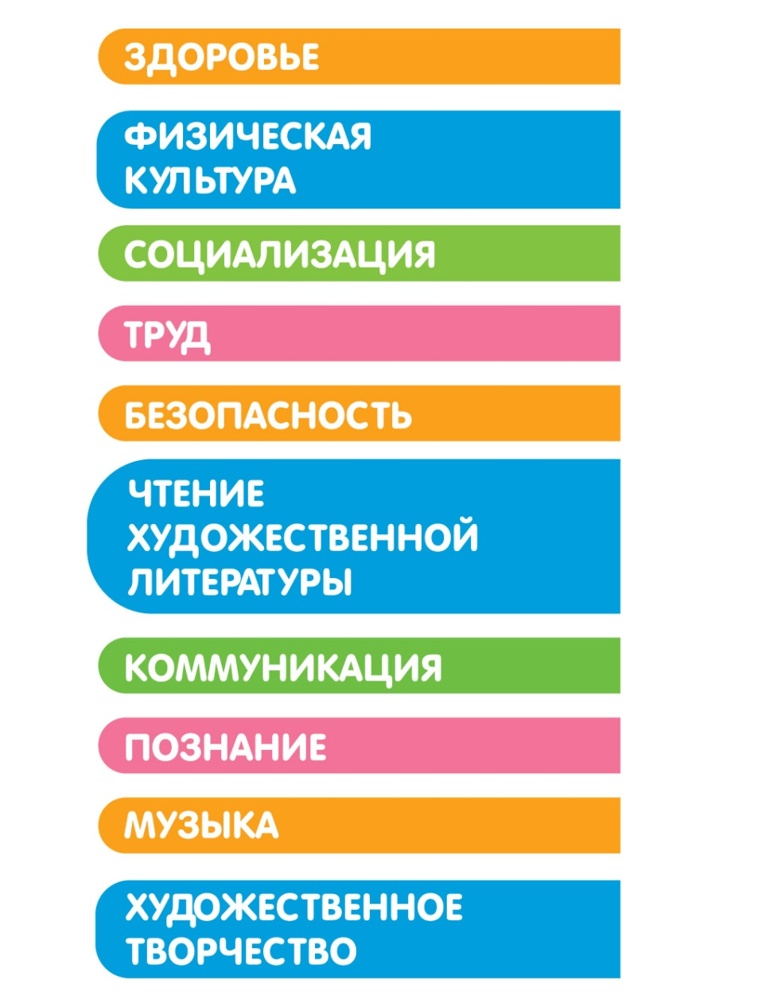 ЗДОРОВЬЕ
ФИЗИЧЕСКАЯ
КУЛЬТУРА
СОЦИАЛИЗАЦИЯ
ТРУД
БЕЗОПАСНОСТЬ
ЧТЕНИЕ
ХУДОЖЕСТВЕННОЙ
ЛИТЕРАТУРЫ
КОММУНИКАЦИЯ
ПОЗНАНИЕ
МУЗЫКА
ХУДОЖЕСТВЕННОЕ
ТВОРЧЕСТВО